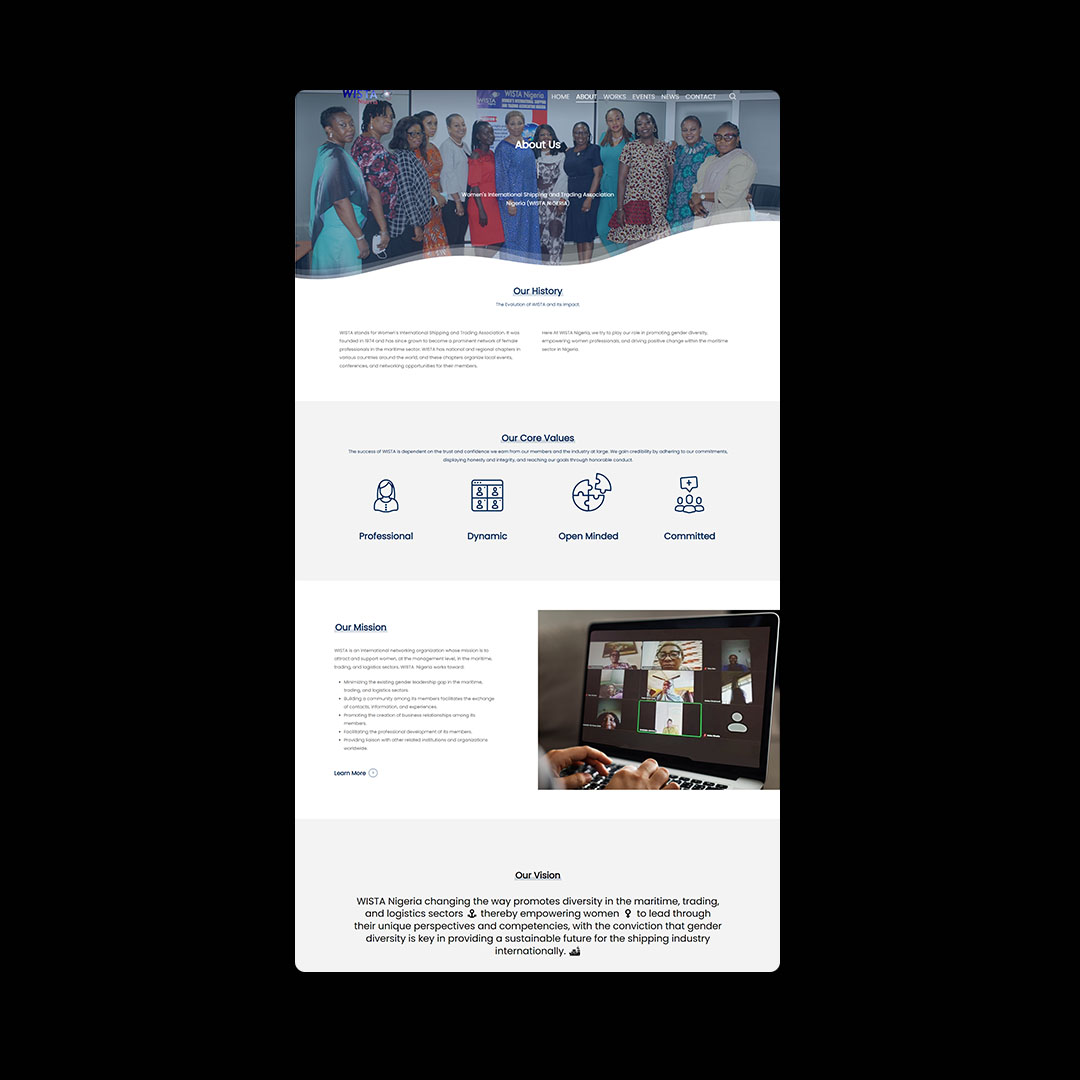 WISTA
Nigeria
HOME ABOUT WORKS EVENTS NEWS CONTACT
WISTA Nigeria
WOMEN'S INTERNATIONAL SHIPPING
AND TRADING ASSOCIATION
WISTA
About Us
Women's International Shipping and Trading Association
Nigeria (WISTA NIGERIA)
Our History
The Evolution of WISTA and its Impact.
WISTA stands for Women's International Shipping and Trading Association. It was
founded in 1974 and has since grown to become a prominent network of female
professionals in the maritime sector. WISTA has national and regional chapters in
various countries around the world, and these chapters organize local events,
conferences, and networking opportunities for their members.
Here At WISTA Nigeria, we try to play our role in promoting gender diversity,
empowering women professionals, and driving positive change within the maritime
sector in Nigeria.
Our Core Values
The success of WISTA is dependent on the trust and confidence we earn from our members and the industry at large. We gain credibility by adhering to our commitments,
displaying honesty and integrity, and reaching our goals through honorable conduct.
Professional
Dynamic
Open Minded
Committed
Our Mission
WISTA is an international networking organization whose mission is to
attract and support women, at the management level, in the maritime,
trading, and logistics sectors. WISTA Nigeria works toward:
• Minimizing the existing gender leadership gap in the maritime,
trading, and logistics sectors.
• Building a community among its members facilitates the exchange
of contacts, information, and experiences.
• Promoting the creation of business relationships among its
members.
• Facilitating the professional development of its members.
• Providing liaison with other related institutions and organizations
worldwide.
Learn More
Our Vision
WISTA Nigeria changing the way promotes diversity in the maritime, trading,
and logistics sectors thereby empowering women to lead through
their unique perspectives and competencies, with the conviction that gender
diversity is key in providing a sustainable future for the shipping industry
internationally.